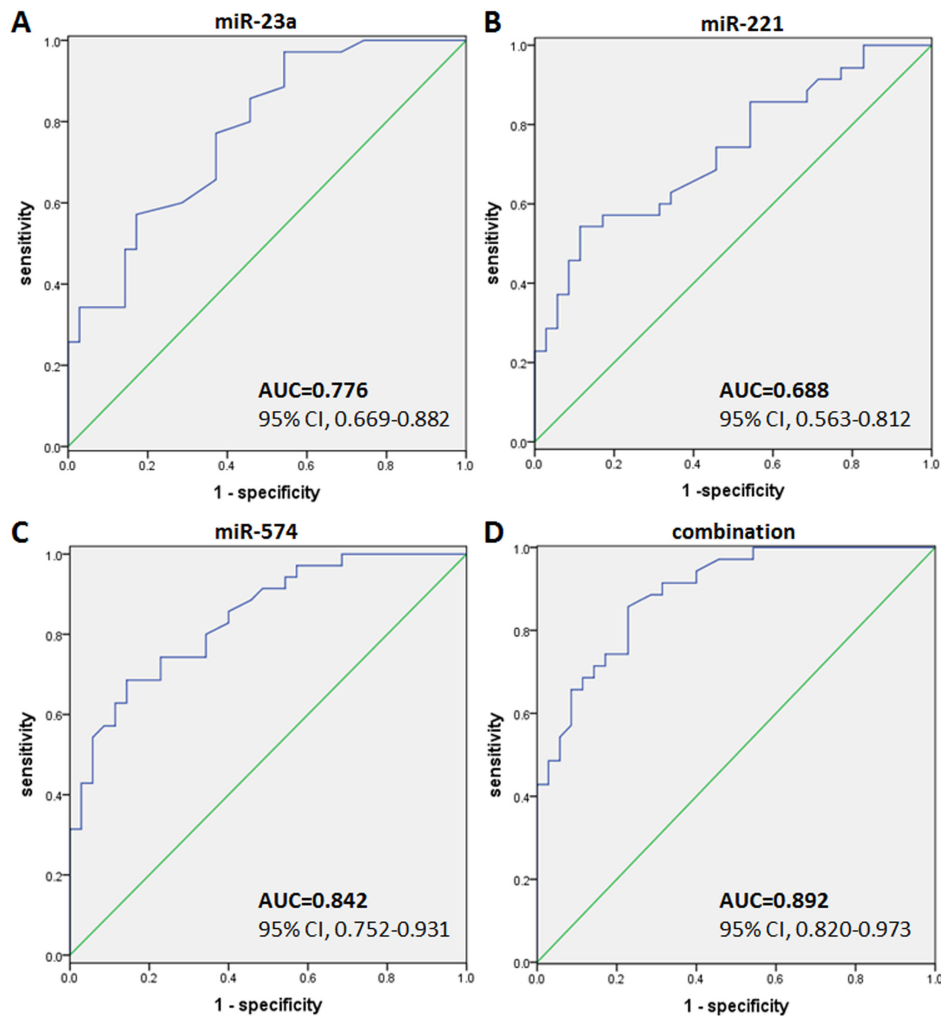 A
miR-23a
1.0
0.8
0.6
0.4
0.2
0.0
sensitivity
AUC=0.776
95% CI, 0.669-0.882
0.0 0.2 0.4 0.6 0.8 1.0
1 - specificity
B
miR-221
1.0
0.8
0.6
0.4
0.2
0.0
sensitivity
AUC=0.688
95% CI, 0.563-0.812
0.0 0.2 0.4 0.6 0.8 1.0
1 -specificity
C
miR-574
1.0
0.8
0.6
0.4
0.2
0.0
sensitivity
AUC=0.842
95% CI, 0.752-0.931
0.0 0.2 0.4 0.6 0.8 1.0
1 - specificity
D
combination
1.0
0.8
0.6
0.4
0.2
0.0
sensitivity
AUC=0.892
95% CI, 0.820-0.973
0.0 0.2 0.4 0.6 0.8 1.0
1 - specificity